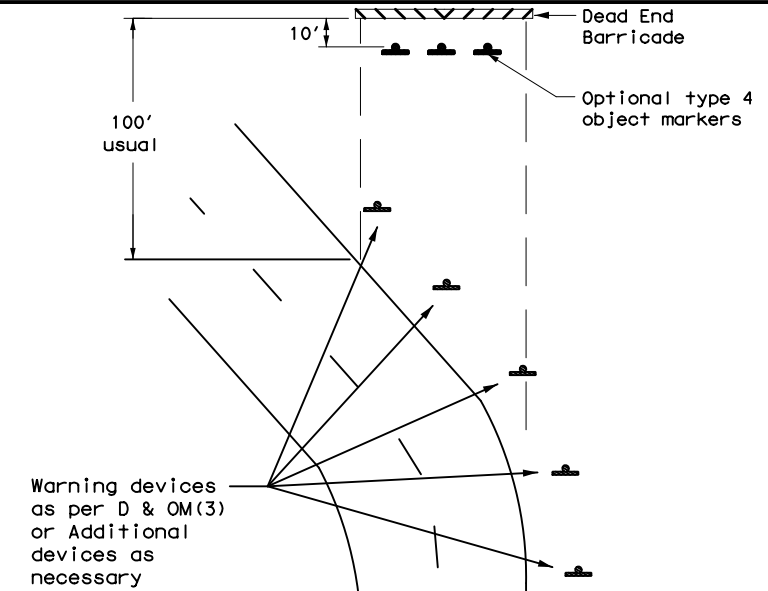 Dead End
Barricade
10'
Optional type 4
object markers
100'
usual
Warning devices
as per D & OM(3)
or Additional
devices as
necessary